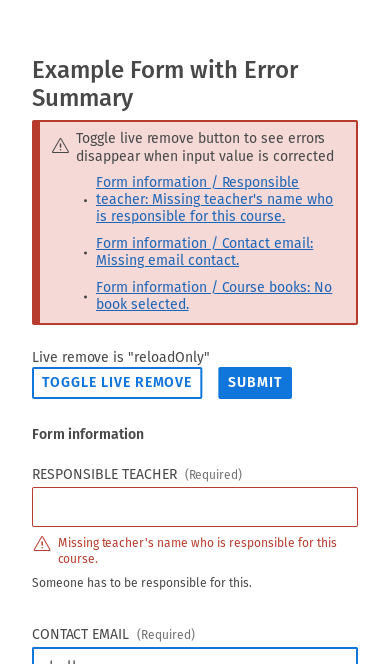 Example Form with Error
Summary
Toggle live remove button to see errors
disappear when input value is corrected
Form information / Responsible
teacher: Missing teacher's name who
is responsible for this course.
Form information / Contact email:
Missing email contact.
Form information / Course books: No
book selected.
Live remove is "reloadOnly"
TOGGLE LIVE REMOVE SUBMIT
Form information
RESPONSIBLE TEACHER (Required)
Missing teacher's name who is responsible for this
course.
Someone has to be responsible for this.
CONTACT EMAIL (Required)